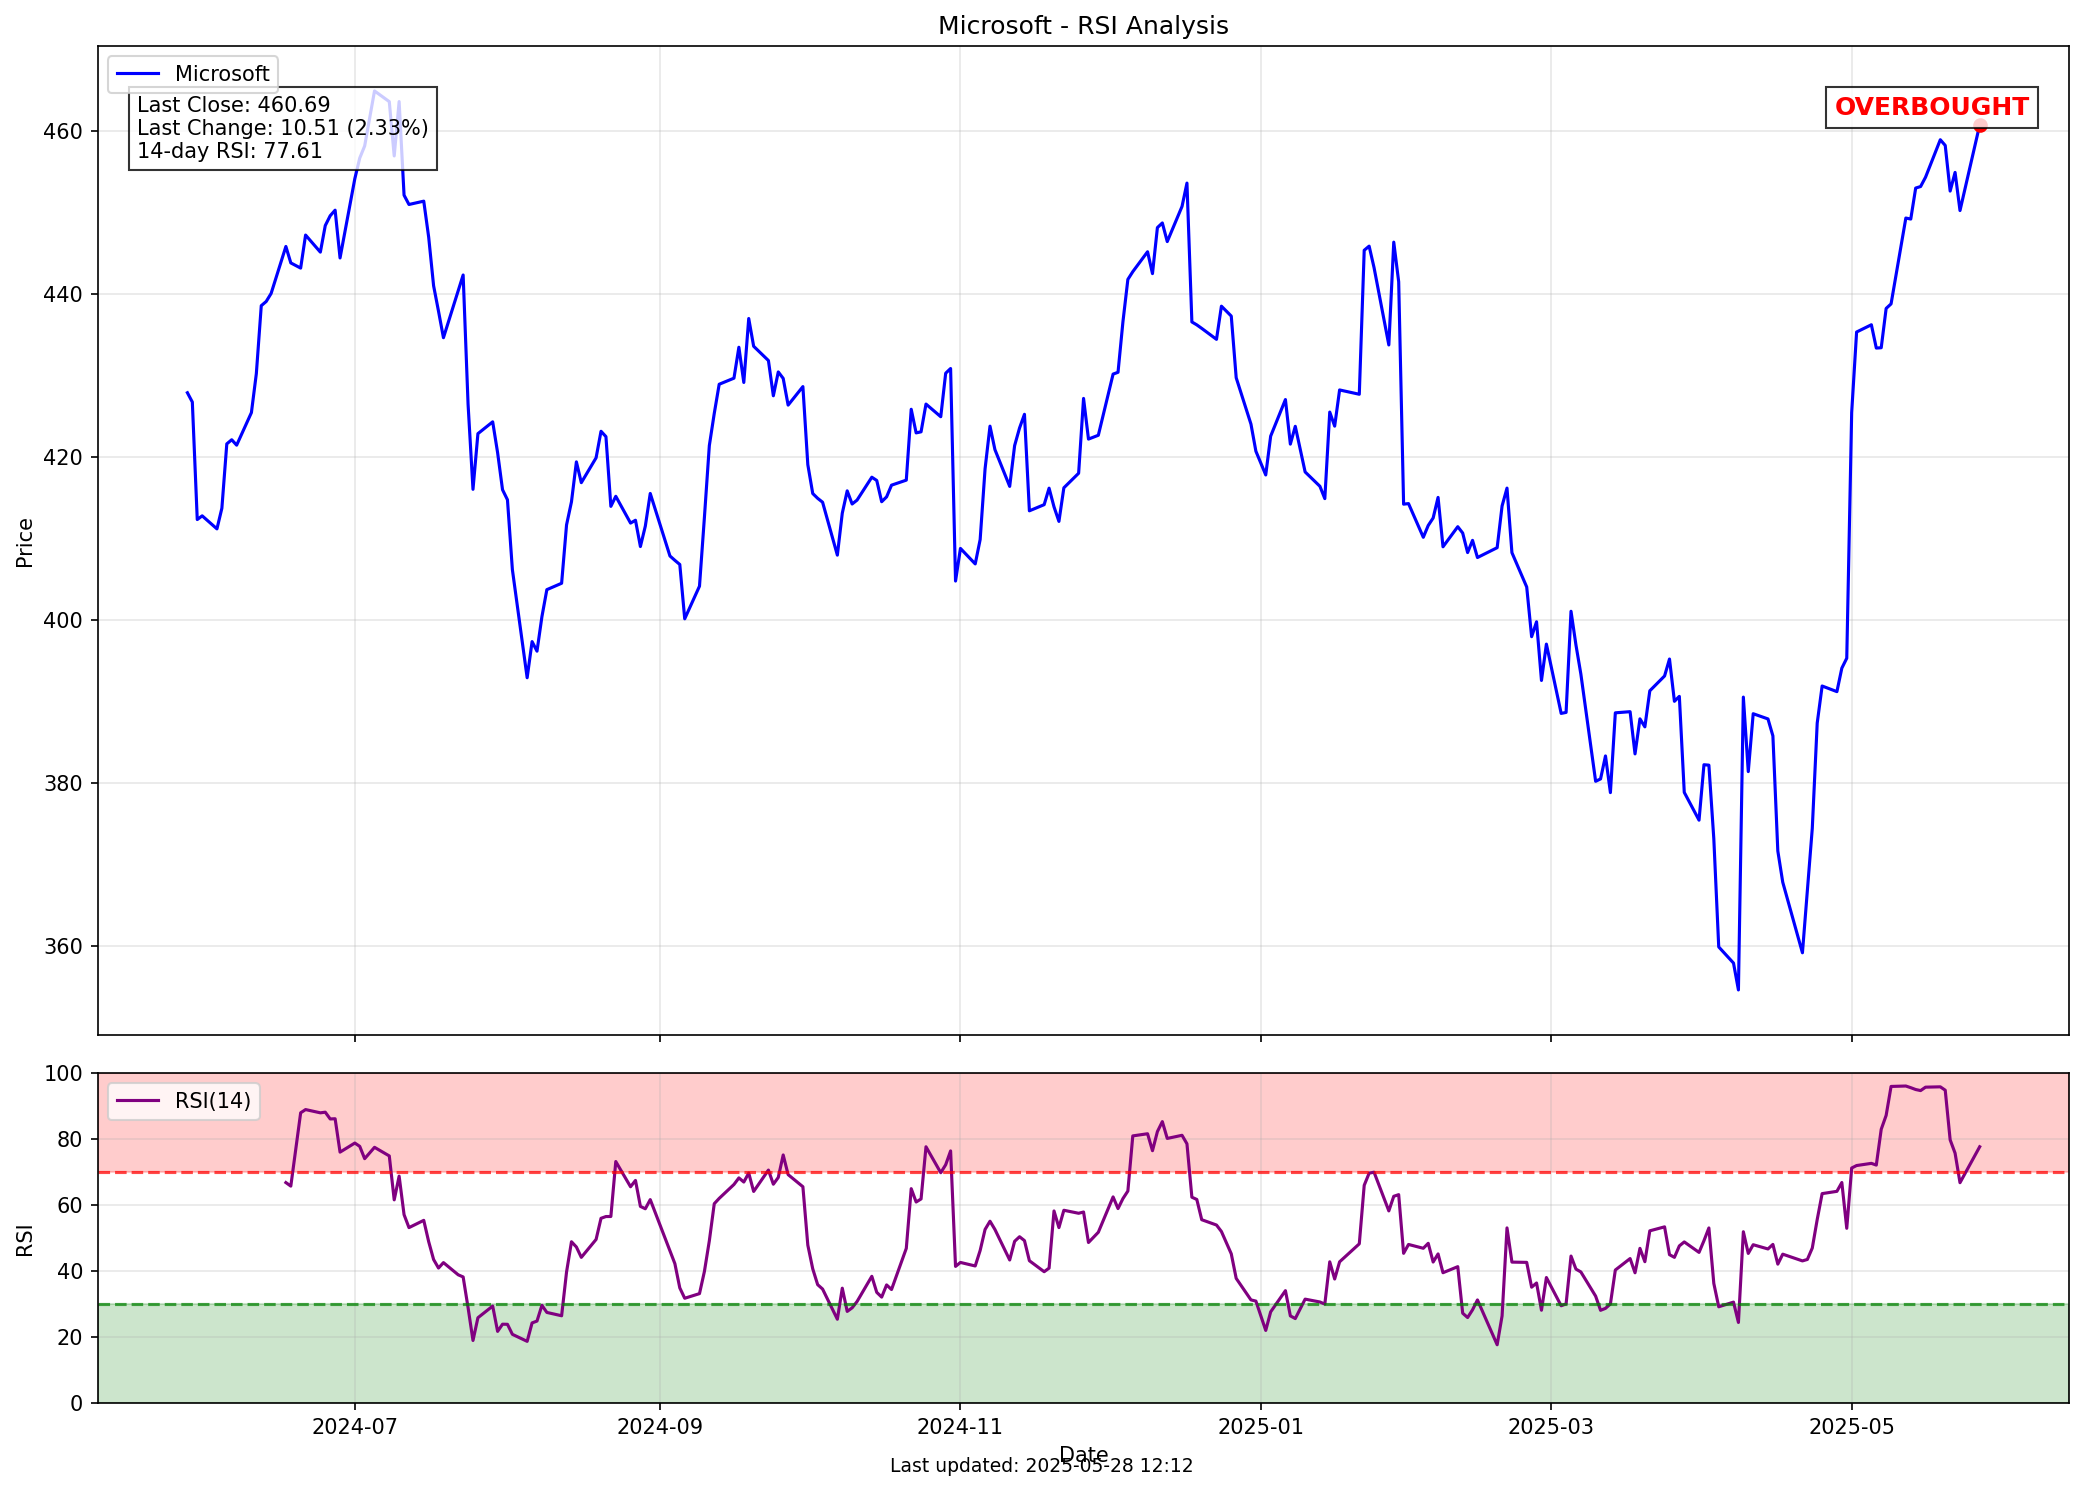 Microsoft - RSI Analysis
Microsoft
Last Close: 460.69
Last Change: 10.51 (2.33%)
14-day RSI: 77.61
OVERBOUGHT
460
440
420
400
380
360
Price
RSI(14)
100
80
60
40
20
0
RSI
2024-07
2024-09
2024-11
2025-01
2025-03
2025-05
Date
Last updated: 2025-05-28 12:12